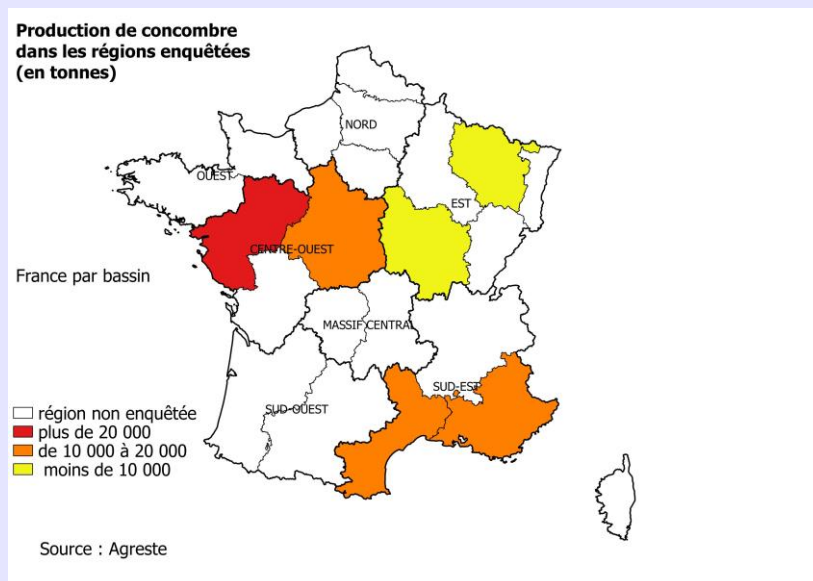 Production de concombre
dans les régions enquêtées
(en tonnes)
NORD
OUEST
EST
CENTRE-OUEST
France par bassin
MASSIF CENTRAL
SUD-EST
SUD-OUEST
région non enquêtée
plus de 20 000
de 10 000 à 20 000
moins de 10 000
Source : Agreste